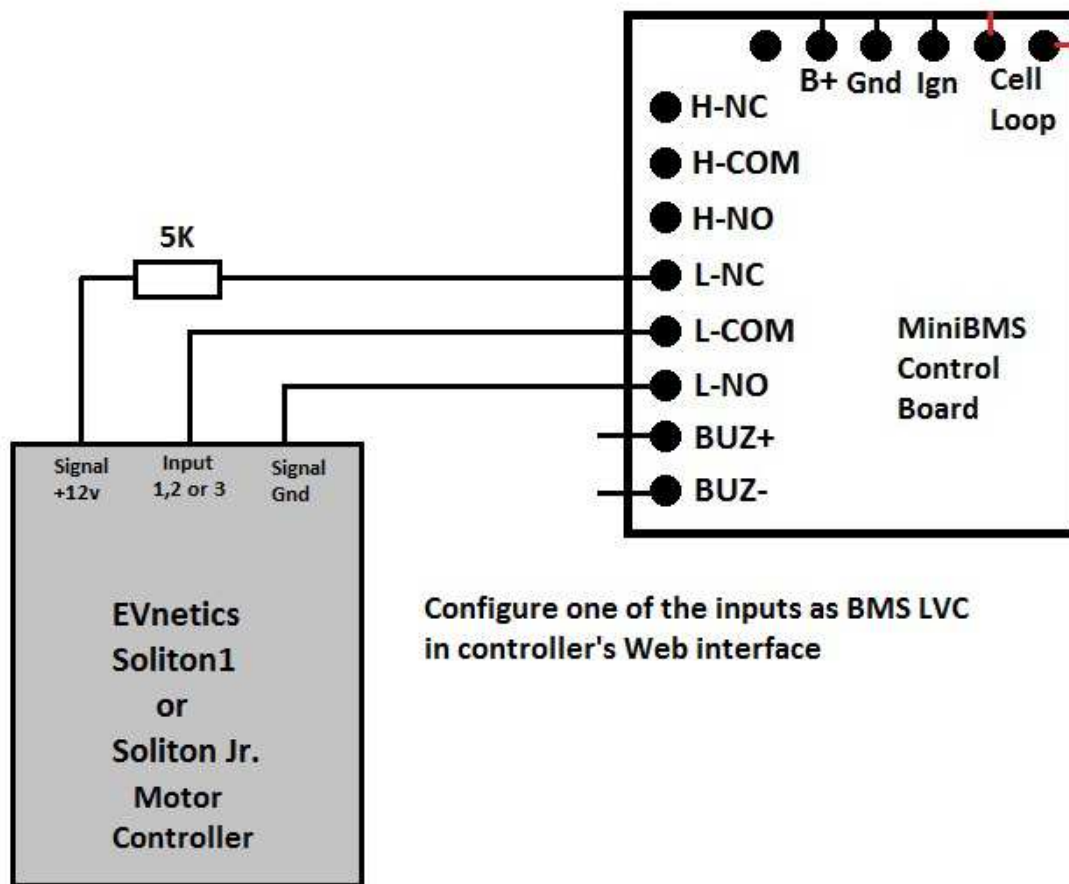 B+ Gnd Ign Cell
Loop
H-NC
H-COM
H-NO
5K
L-NC
L-COM
L-NO
BUZ+
BUZ-
MiniBMS
Control
Board
Signal
+12v
Input
1,2 or 3
Signal
Gnd
EVnetics
Soliton1
or
Soliton Jr.
Motor
Controller
Configure one of the inputs as BMS LVC
in controller's Web interface